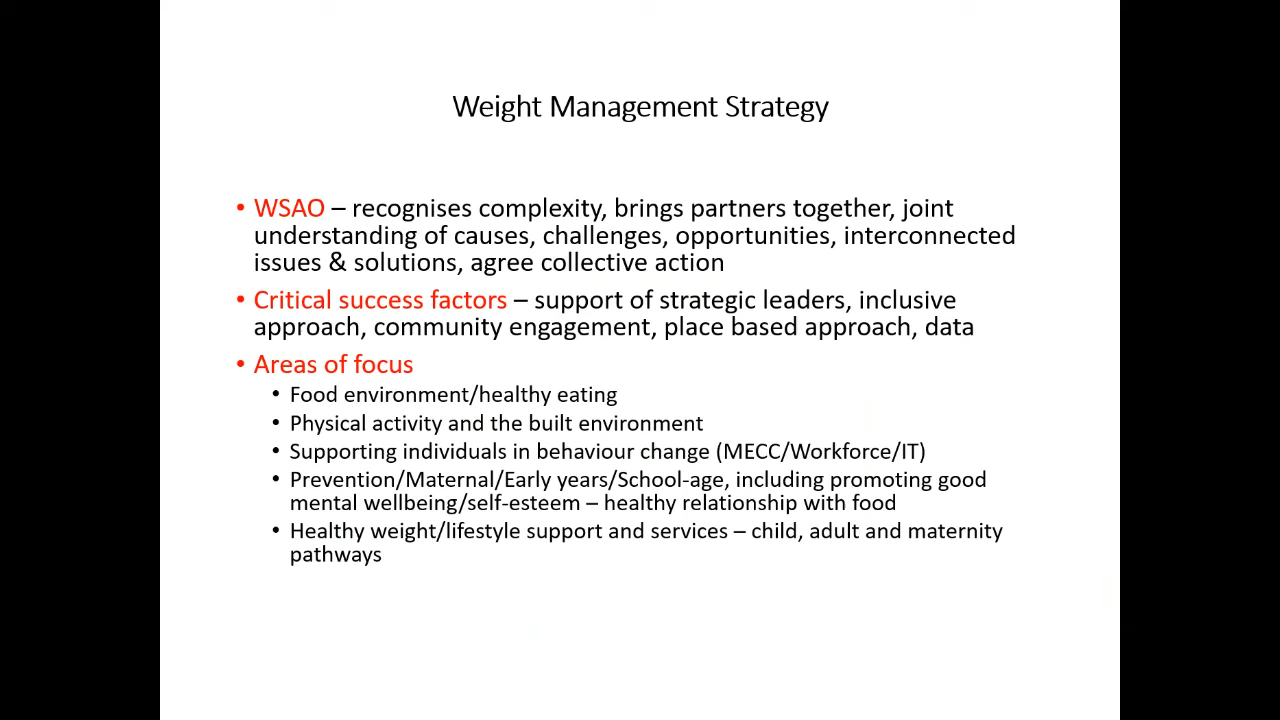 Weight Management Strategy
• WSAO – recognises complexity, brings partners together, joint
understanding of causes, challenges, opportunities, interconnected
issues & solutions, agree collective action
• Critical success factors – support of strategic leaders, inclusive
approach, community engagement, place based approach, data
• Areas of focus
• Food environment/healthy eating
• Physical activity and the built environment
• Supporting individuals in behaviour change (MECC/Workforce/IT)
• Prevention/Maternal/Early years/School-age, including promoting good
mental wellbeing/self-esteem – healthy relationship with food
• Healthy weight/lifestyle support and services – child, adult and maternity
pathways